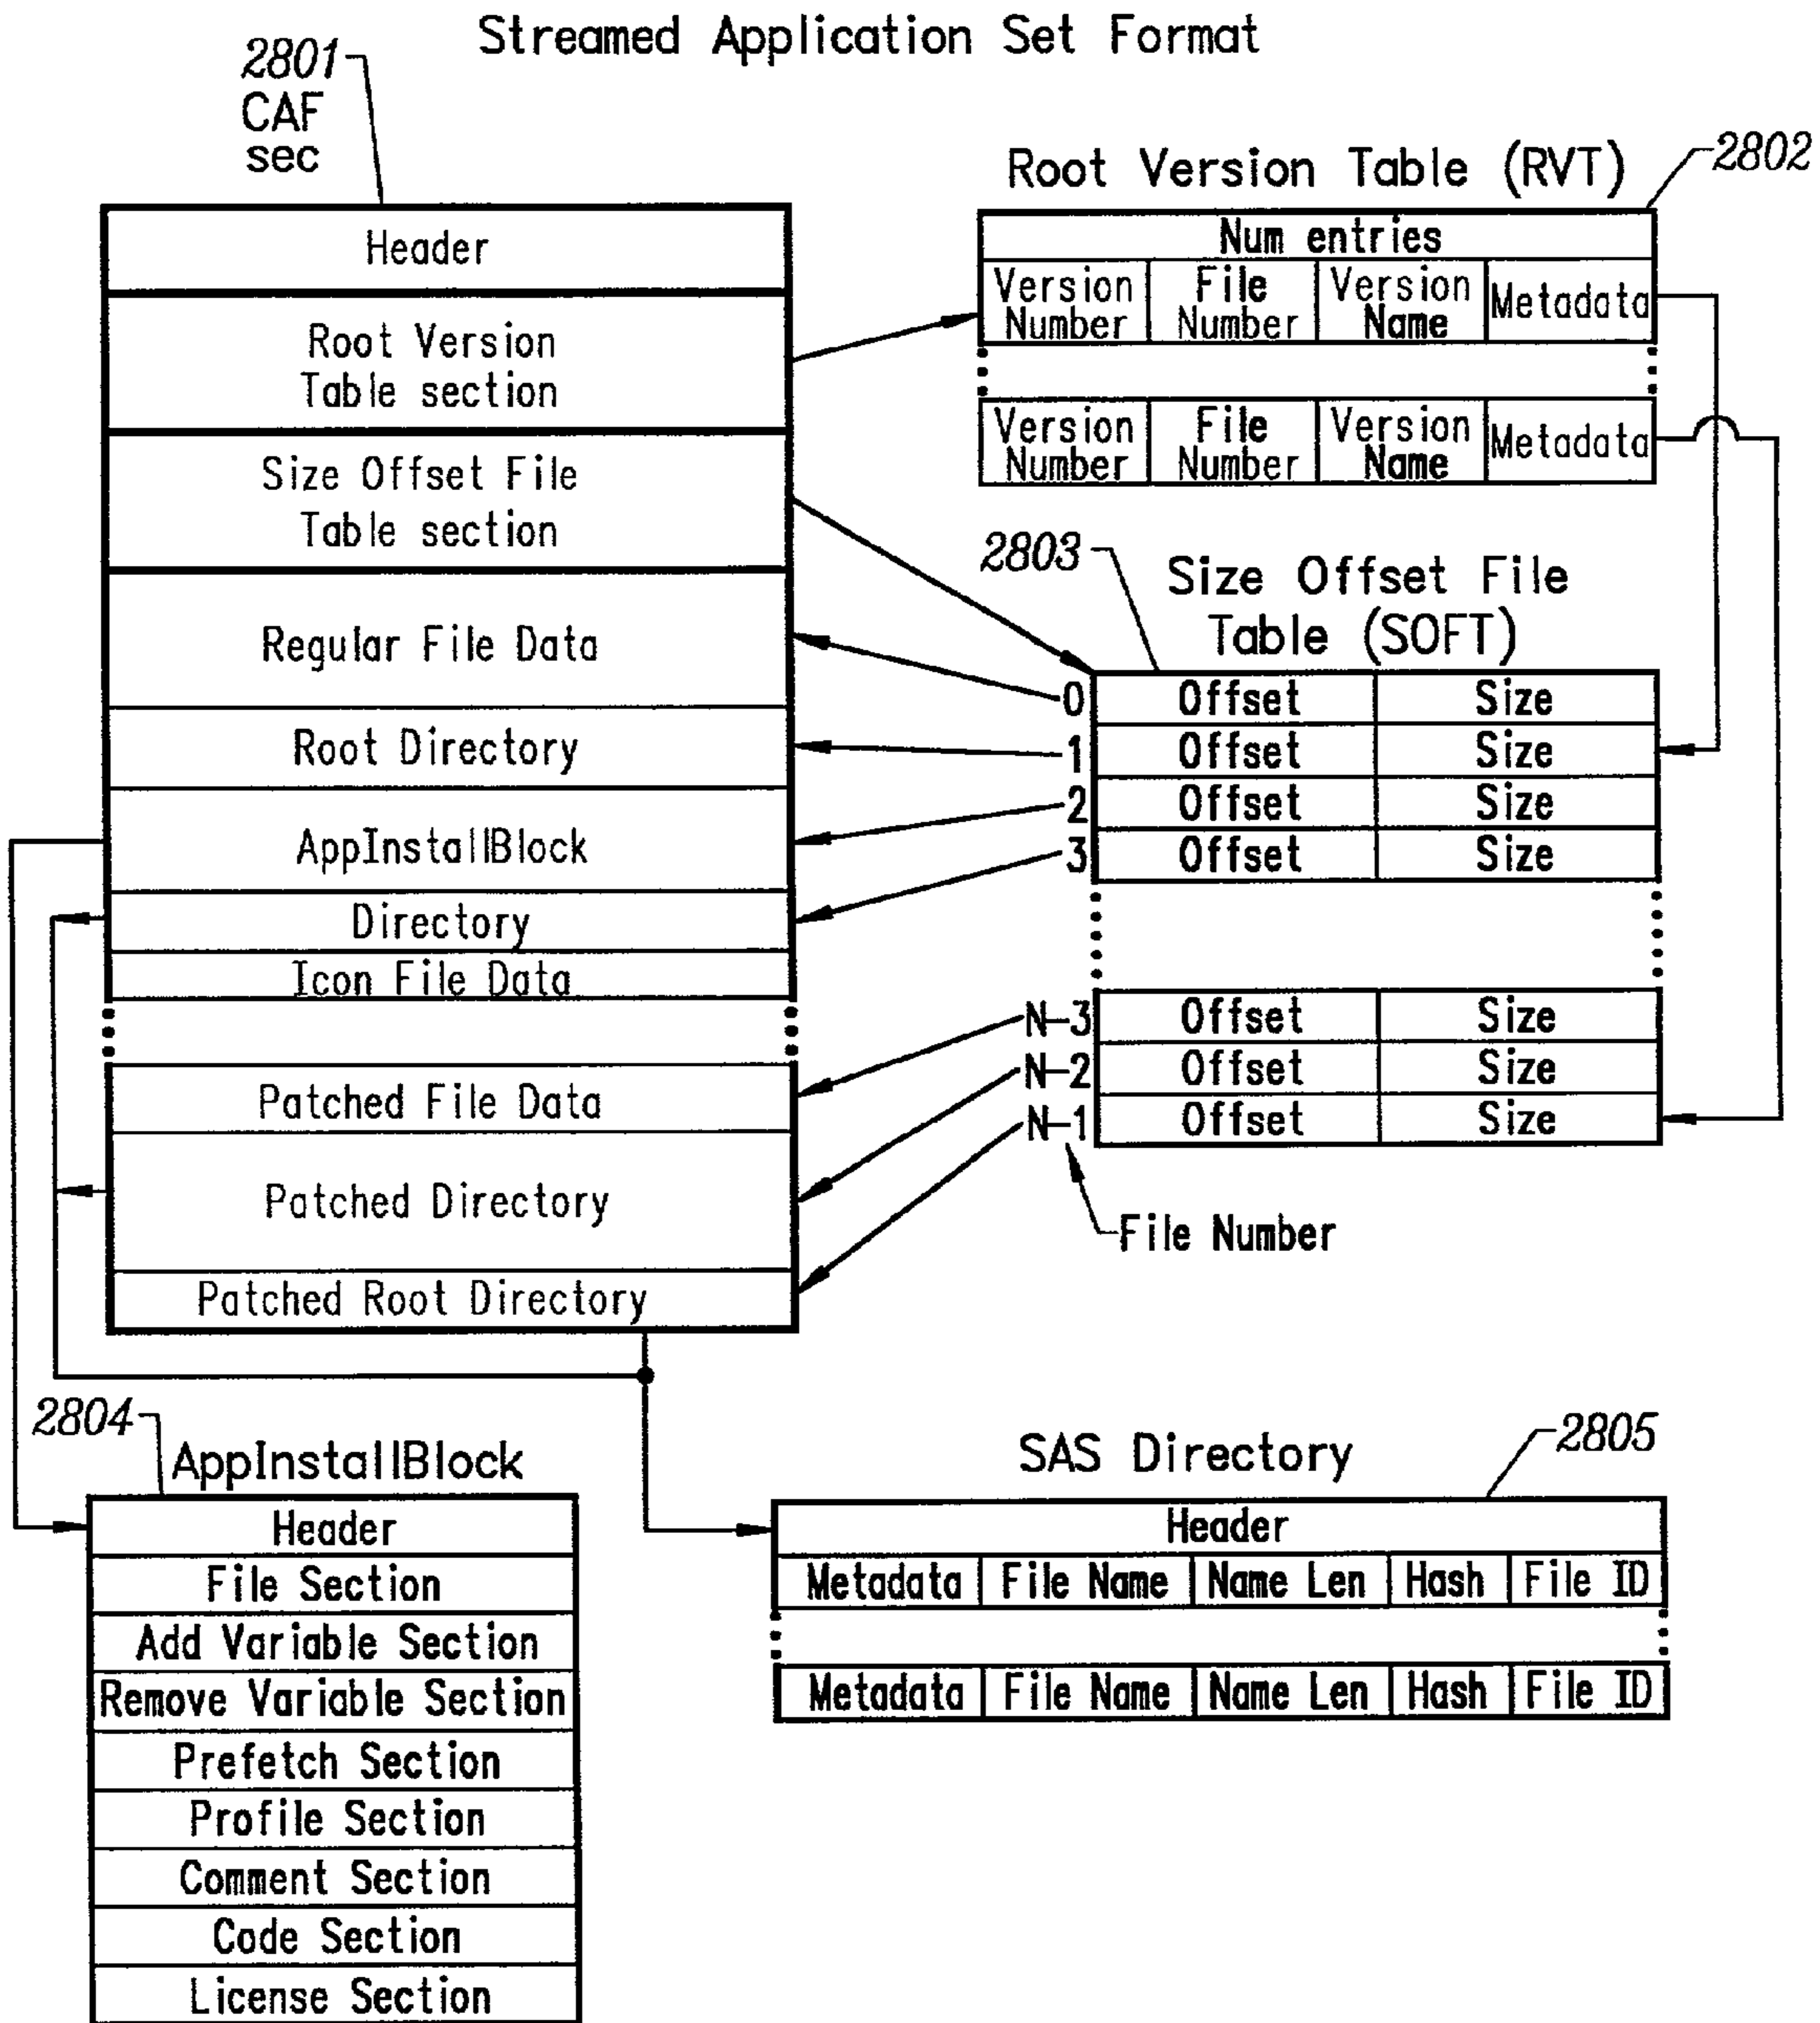 Streamed Application Set Format
2801
CAF
sec
Header
Root Version
Table section
Size Offset File
Table section
Regular File Data
Root Directory
AppInstallBlock
Directory
Icon File Data
Patched File Data
Patched Directory
Patched Root Directory
Root Version Table (RVT)
2802
Num entries
Version Number File Number Version Name Metadata
Version Number File Number Version Name Metadata
2803
Size Offset File
Table (SOFT)
0 Offset Size
1 Offset Size
2 Offset Size
3 Offset Size
N-3 Offset Size
N-2 Offset Size
N-1 Offset Size
File Number
2804
AppInstallBlock
Header
File Section
Add Variable Section
Remove Variable Section
Prefetch Section
Profile Section
Comment Section
Code Section
License Section
SAS Directory
2805
Header
Metadata File Name Name Len Hash File ID
Metadata File Name Name Len Hash File ID